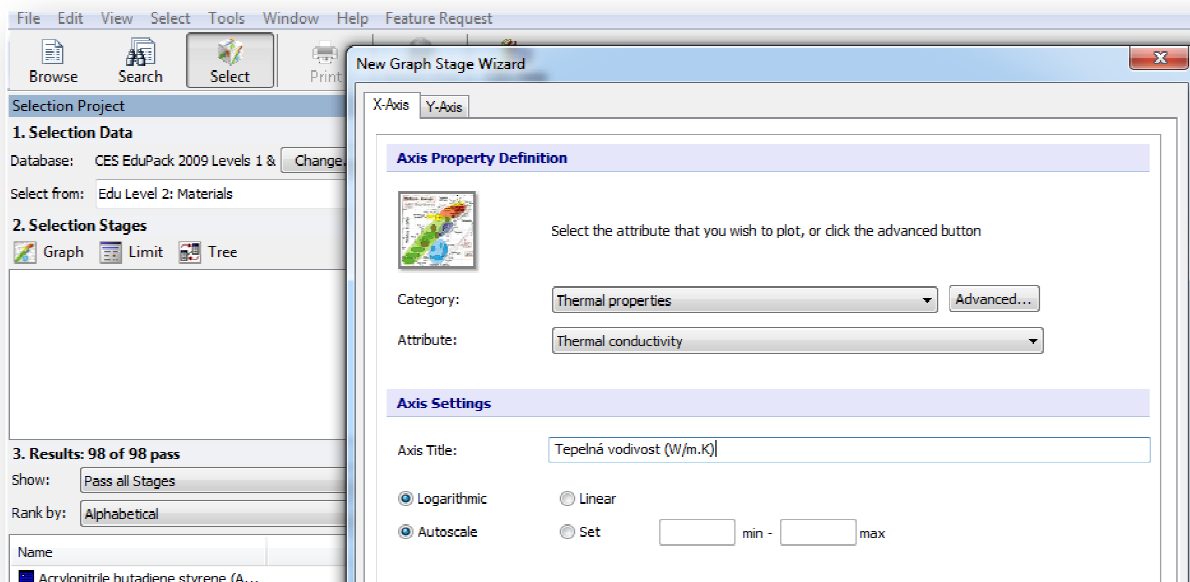 File Edit View Select Tools Window Help Feature Request
Browse Search Select Print
New Graph Stage Wizard
X-Axis Y-Axis
Selection Project
1. Selection Data
Database: CES EduPack 2009 Levels 1 & Change.
Select from: Edu Level 2: Materials
2. Selection Stages
Graph Limit Tree
3. Results: 98 of 98 pass
Show: Pass all Stages
Rank by: Alphabetical
Name
Acrylonitrile butadiene styrene (A...
Axis Property Definition
Select the attribute that you wish to plot, or click the advanced button
Category: Thermal properties Advanced...
Attribute: Thermal conductivity
Axis Settings
Axis Title: Tepelná vodivost (W/m.K)
Logarithmic Linear
Autoscale Set min - max